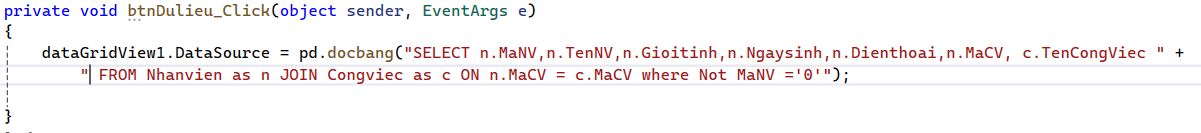 private void btnDulieu_Click(object sender, EventArgs e)
{
dataGridView1.DataSource = pd.docbang("SELECT n.MaNV,n.TenNV,n.Gioitinh,n.Ngaysinh,n.Dienthoai,n.MaCV, c.TenCongViec " +
" FROM Nhanvien as n JOIN Congviec as c ON n.MaCV = c.MaCV where Not MaNV ='0'");
}